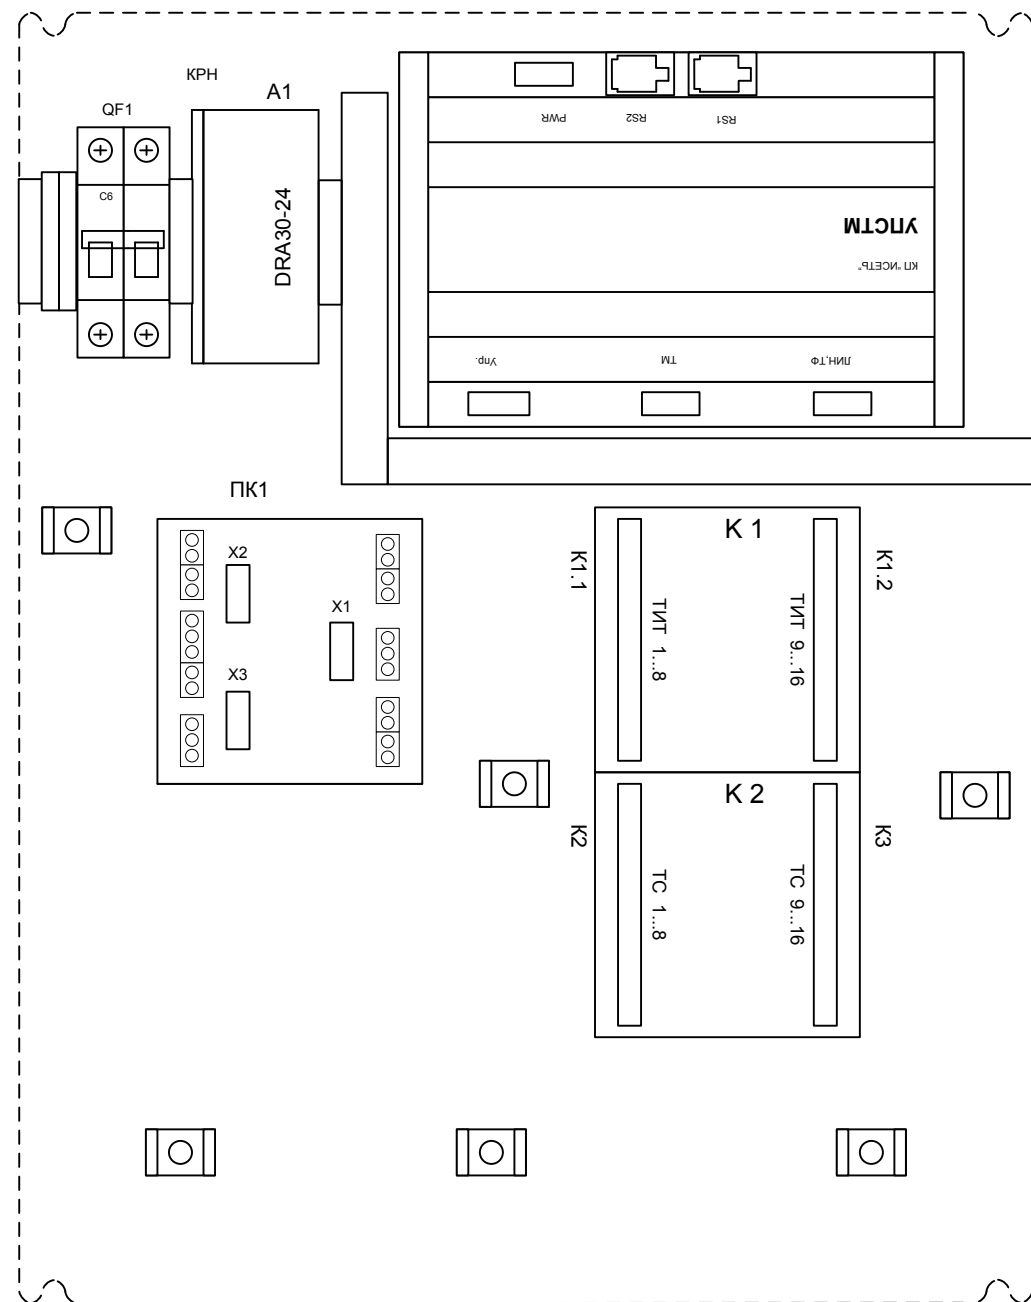 КРН
A1
QF1
C6
DRA30-24
PWR
RS2
RS1
УПСТМ
КП "ИСЕТЬ"
Упр.
ТМ
ЛИН,ТФ
ПК1
X2
X1
X3
К 1
К1.1
К1.2
ТИТ 1...8
ТИТ 9...16
К 2
К2
К3
ТС 1...8
ТС 9...16